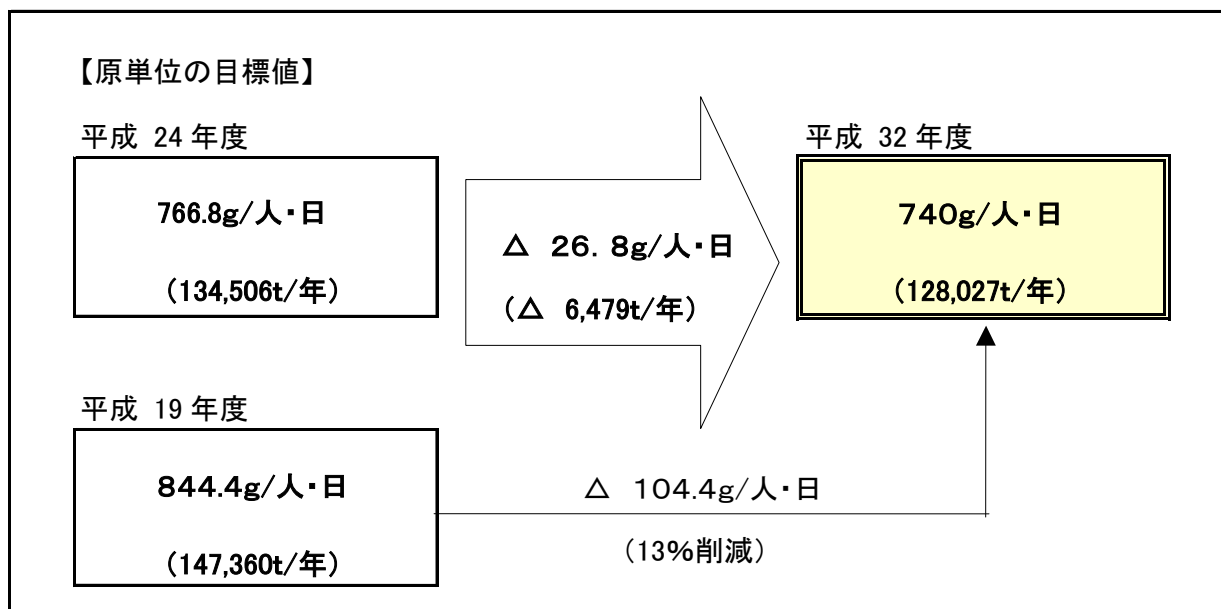 【原単位の目標値】
平成 24 年度
766.8g/人・日
（134,506t/年）
△ 26．8g/人・日
（△ 6,479t/年）
平成 32 年度
７４０g/人・日
（128,027t/年）
平成 19 年度
844.4g/人・日
（147,360t/年）
△ １０４.４g/人・日
（13%削減）